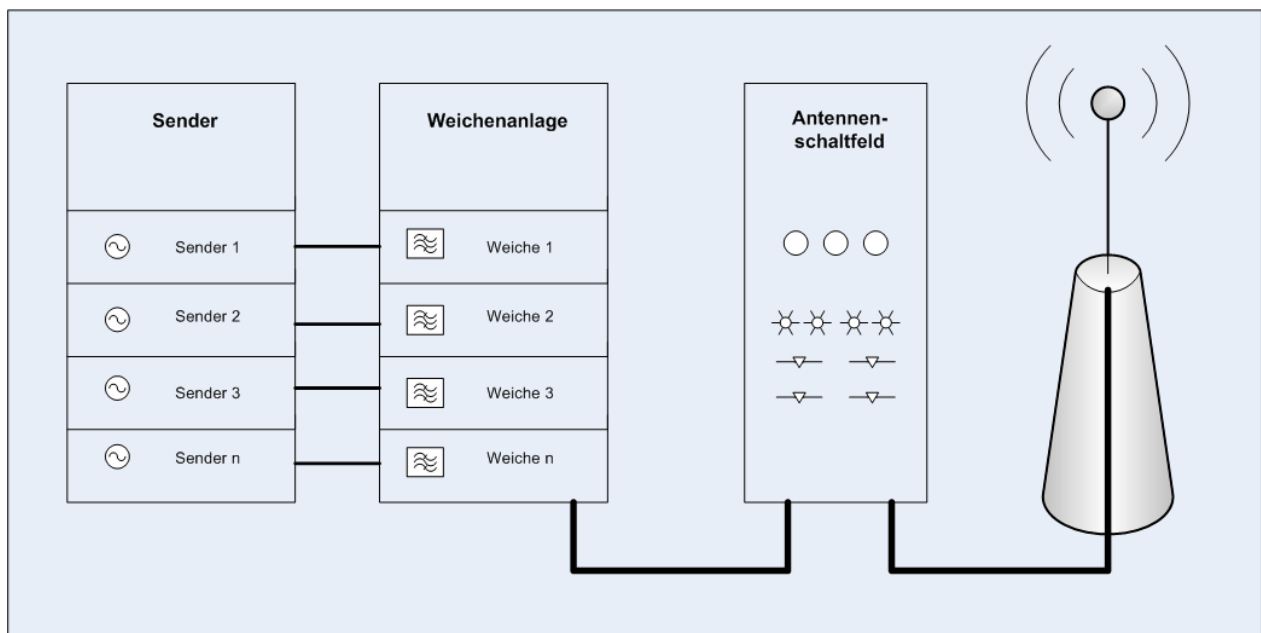 Sender
Weichenanlage
Antennen-
schaltfeld
Sender 1
Weiche 1
Sender 2
Weiche 2
Sender 3
Weiche 3
Sender n
Weiche n